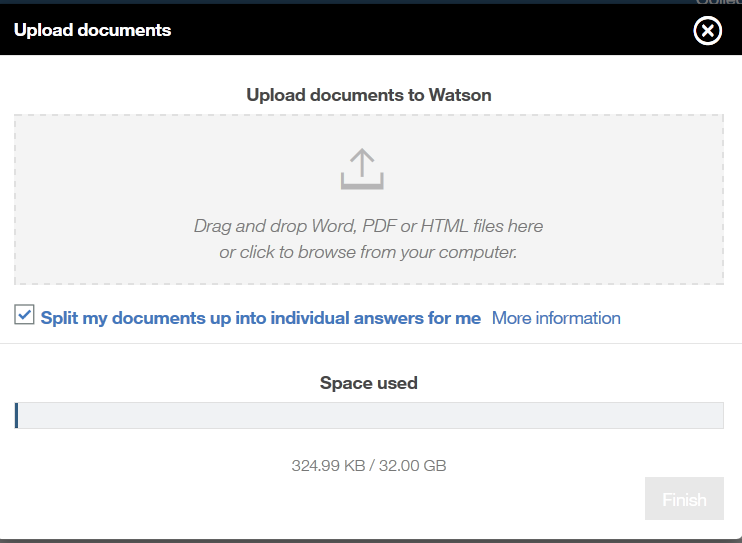 Upload documents
Upload documents to Watson
Drag and drop Word, PDF or HTML files here
or click to browse from your computer.
Split my documents up into individual answers for me More information
Space used
324.99 KB / 32.00 GB
Finish